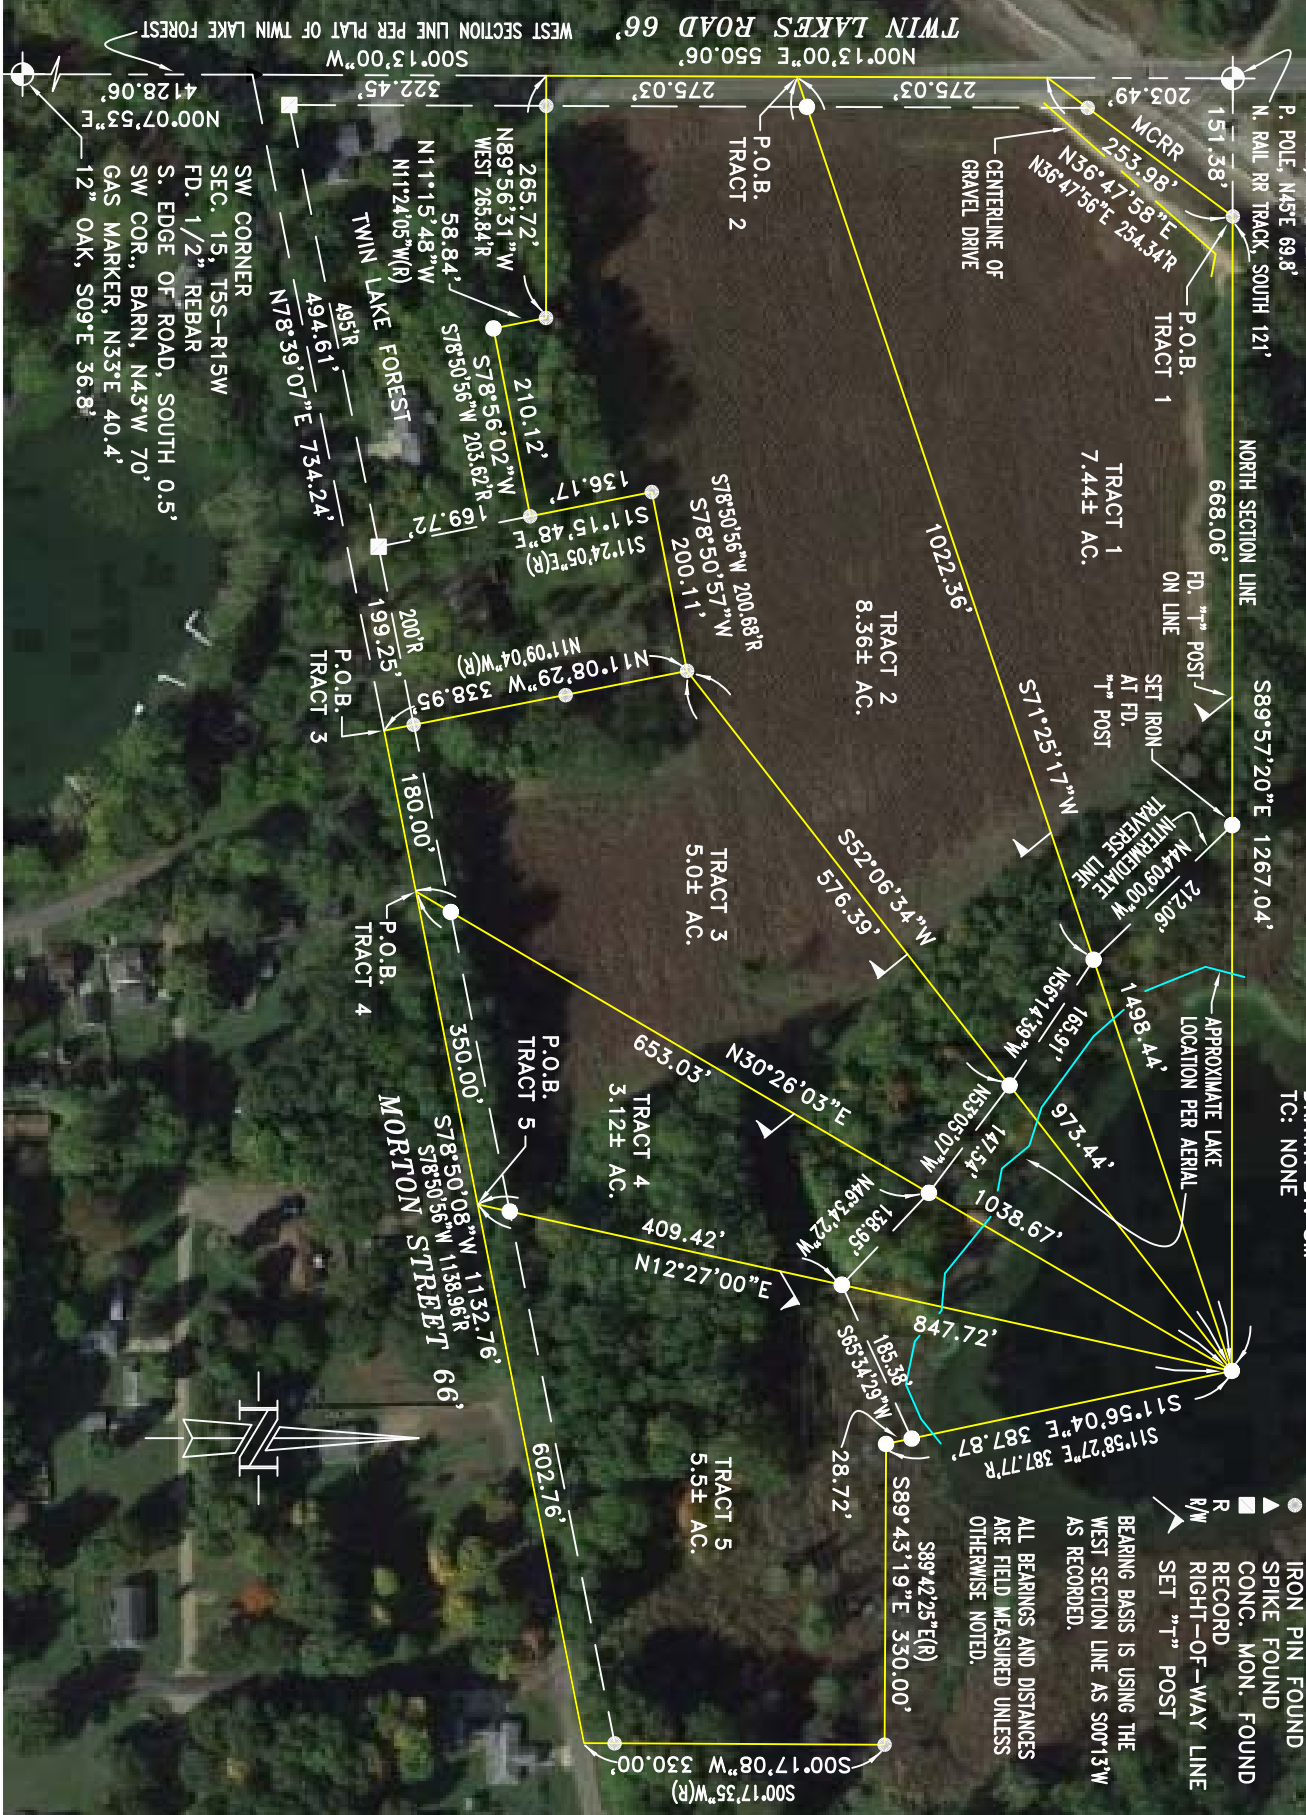 P. POLE, N45°E 69.8'
N. RAIL RR TRACK, SOUTH 121'
TC: NONE
IRON PIN FOUND
SPIKE FOUND
CONC. MON. FOUND
R RECORD
R/W RIGHT-OF-WAY LINE
SET "T" POST
BEARING BASIS IS USING THE
WEST SECTION LINE AS S00°13'W
AS RECORDED.
ALL BEARINGS AND DISTANCES
ARE FIELD MEASURED UNLESS
OTHERWISE NOTED.
151.38'
203.49'
MCRR
253.98'
N36°47'58"E
N36°47'56"E 254.34'R
P.O.B.
TRACT 1
NORTH SECTION LINE
668.06'
S89°57'20"E 1267.04'
FD. "T" POST
ON LINE
SET IRON
AT FD.
"T" POST
CENTERLINE OF
GRAVEL DRIVE
TRACT 1
7.44± AC.
INTERMEDIATE
TRAVERSE LINE
N44°09'00"W
212.06'
APPROXIMATE LAKE
LOCATION PER AERIAL
1498.44'
S71°25'17"W
1022.36'
N56°14'39"W
165.91'
973.44'
N53°05'07"W
147.54'
1038.67'
N46°34'22"W
138.95'
847.72'
185.38'
S65°34'29"W
S11°56'04"E 387.87'
S11°58'27"E 387.77'R
28.72'
S89°42'25"E(R)
S89°43'19"E 330.00'
S00°17'08"W 330.00'
S00°17'35"W(R)
TWIN LAKES ROAD 66'
N00°13'00"E 550.06'
275.03'
275.03'
P.O.B.
TRACT 2
TRACT 2
8.36± AC.
S52°06'34"W
576.39'
TRACT 3
5.0± AC.
N30°26'03"E
653.03'
TRACT 4
3.12± AC.
409.42'
N12°27'00"E
TRACT 5
5.5± AC.
WEST SECTION LINE PER PLAT OF TWIN LAKE FOREST
S00°13'00"W
322.45'
N00°07'53"E
4128.06'
265.72'
N89°56'31"W
WEST 265.84'R
58.84'
N11°15'48"W
N11°24'05"W(R)
210.12'
S78°56'02"W
S78°50'56"W 203.62'R
136.17'
S11°15'48"E
S11°24'05"E(R)
169.72'
S78°50'56"W 200.68'R
S78°50'57"W
200.11'
N11°08'29"W 338.95'
N11°09'04"W(R)
TWIN LAKE FOREST
495'R
494.61'
N78°39'07"E 734.24'
200'R
199.25'
P.O.B.
TRACT 3
180.00'
P.O.B.
TRACT 4
350.00'
P.O.B.
TRACT 5
S78°50'08"W 1132.76'
S78°50'56"W 1138.96'R
MORTON STREET 66'
602.76'
N
SW CORNER
SEC. 15, T5S-R15W
FD. 1/2" REBAR
S. EDGE OF ROAD, SOUTH 0.5'
SW COR., BARN, N43°W 70'
GAS MARKER, N33°E 40.4'
12" OAK, S09°E 36.8'